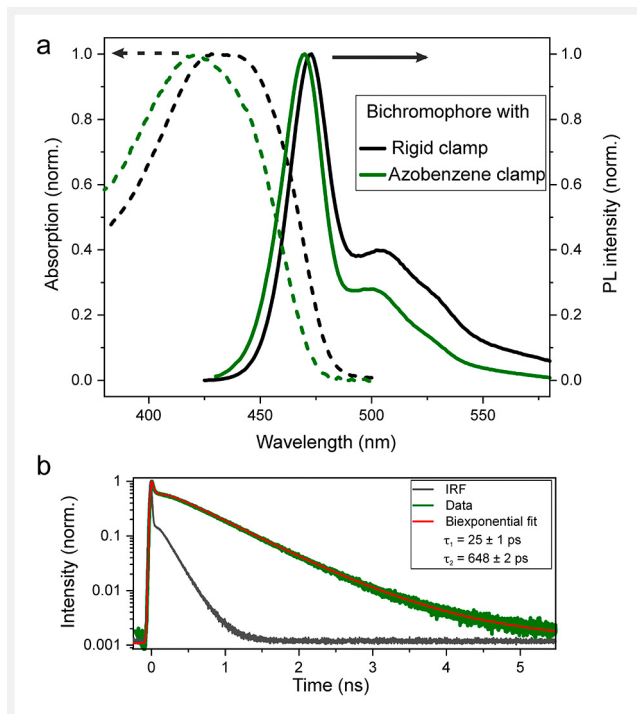 a
1.0
0.8
0.6
0.4
0.2
0.0
Absorption (norm.)
1.0
0.8
0.6
0.4
0.2
0.0
PL intensity (norm.)
Bichromophore with
Rigid clamp
Azobenzene clamp
400
450
500
550
Wavelength (nm)
b
1
0.1
0.01
0.001
Intensity (norm.)
IRF
Data
Biexponential fit
τ₁ = 25 ± 1 ps
τ₂ = 648 ± 2 ps
0
1
2
3
4
5
Time (ns)